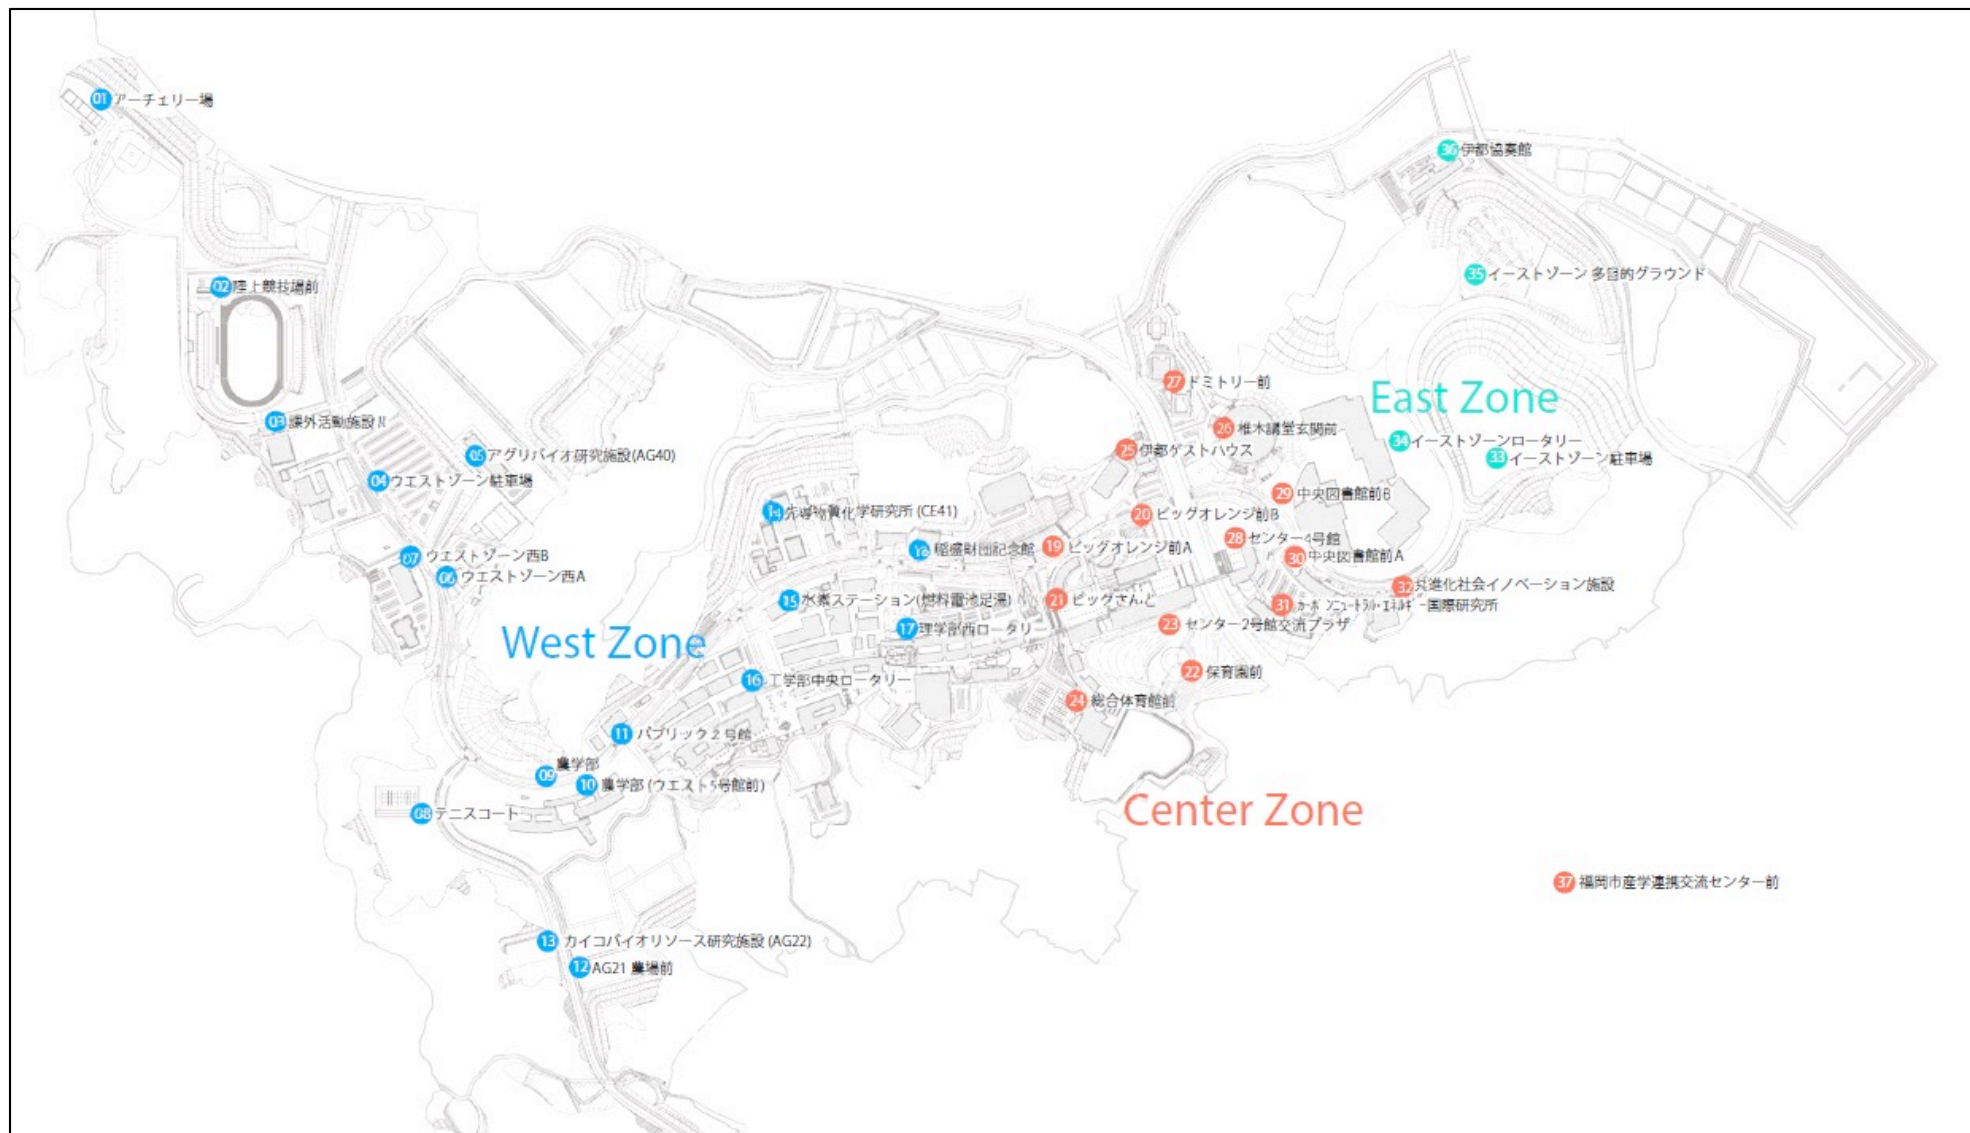 01 アーチェリー場
36 伊都協奏館
35 イーストゾーン 多目的グラウンド
02 陸上競技場前
27 ドミトリー前
East Zone
03 課外活動施設 II
26 椎木講堂玄関前
34 イーストゾーンロータリー
25 伊都ゲストハウス
05 アグリバイオ研究施設(AG40)
33 イーストゾーン駐車場
04 ウエストゾーン駐車場
29 中央図書館前B
14 先導物質化学研究所 (CE41)
20 ビッグオレンジ前B
28 センター4号館
19 ビッグオレンジ前A
18 稲盛財団記念館
07 ウエストゾーン西B
30 中央図書館前A
06 ウエストゾーン西A
32 共進化社会イノベーション施設
15 水素ステーション(燃料電池足湯)
21 ビッグさんど
31 カーボンニュートラル・エネルギー国際研究所
23 センター2号館交流プラザ
17 理学部西ロータリー
West Zone
22 保育園前
16 工学部中央ロータリー
24 総合体育館前
11 パブリック2号館
09 農学部
10 農学部 (ウエスト5号館前)
Center Zone
08 テニスコート
37 福岡市産学連携交流センター前
13 カイコバイオリソース研究施設 (AG22)
12 AG21 農場前